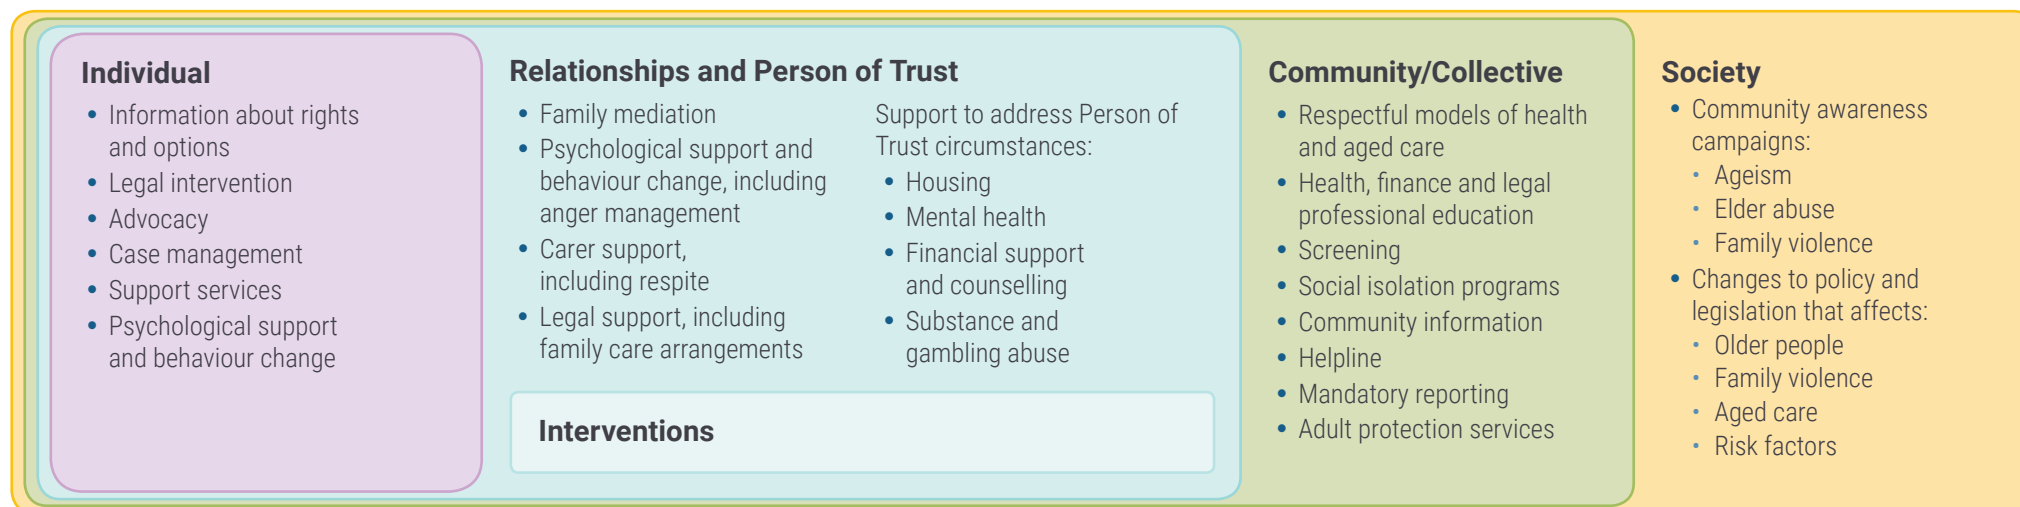 Individual
• Information about rights
and options
• Legal intervention
• Advocacy
• Case management
• Support services
• Psychological support
and behaviour change
Relationships and Person of Trust
• Family mediation
• Psychological support and
behaviour change, including
anger management
• Carer support,
including respite
• Legal support, including
family care arrangements
Support to address Person of
Trust circumstances:
• Housing
• Mental health
• Financial support
and counselling
• Substance and
gambling abuse
Interventions
Community/Collective
• Respectful models of health
and aged care
• Health, finance and legal
professional education
• Screening
• Social isolation programs
• Community information
• Helpline
• Mandatory reporting
• Adult protection services
Society
• Community awareness
campaigns:
• Ageism
• Elder abuse
• Family violence
• Changes to policy and
legislation that affects:
• Older people
• Family violence
• Aged care
• Risk factors